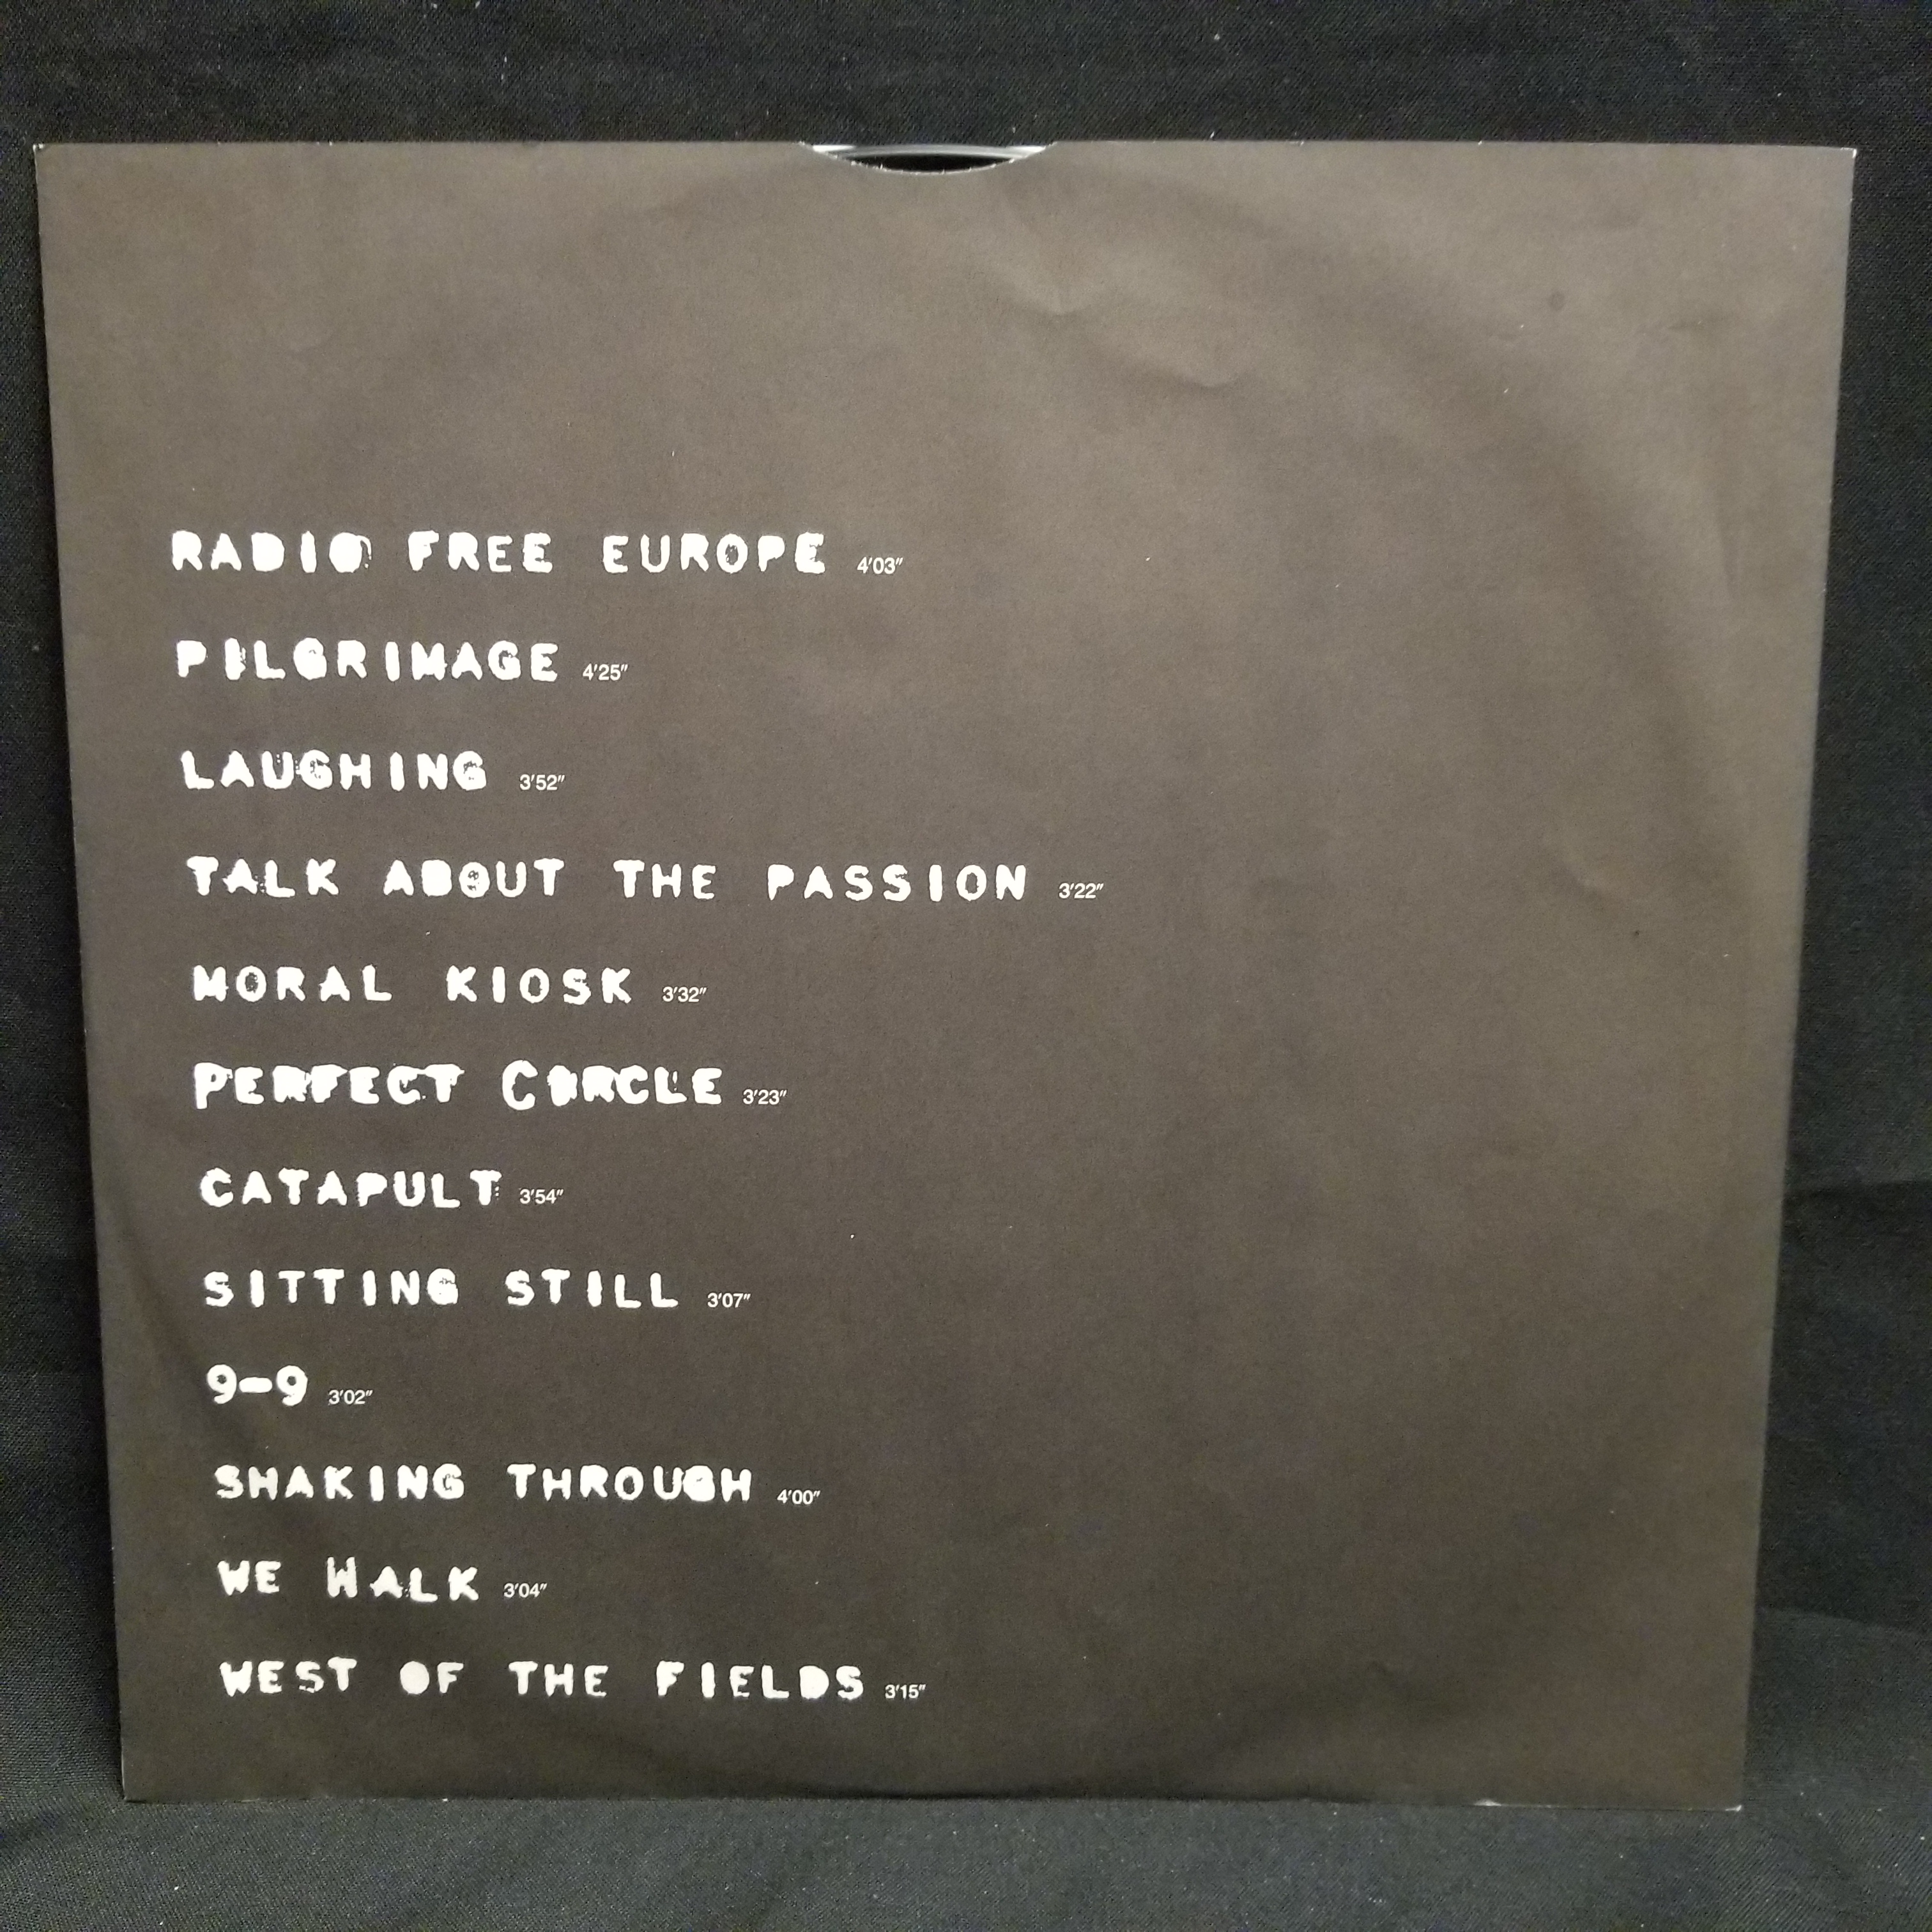 RADIO FREE EUROPE 4'03"
PILGRIMAGE 4'25"
LAUGHING 3'52"
TALK ABOUT THE PASSION 3'22"
MORAL KIOSK 3'32"
PERFECT CIRCLE 3'23"
CATAPULT 3'54"
SITTING STILL 3'07"
9-9 3'02"
SHAKING THROUGH 4'00"
WE WALK 3'04"
WEST OF THE FIELDS 3'15"